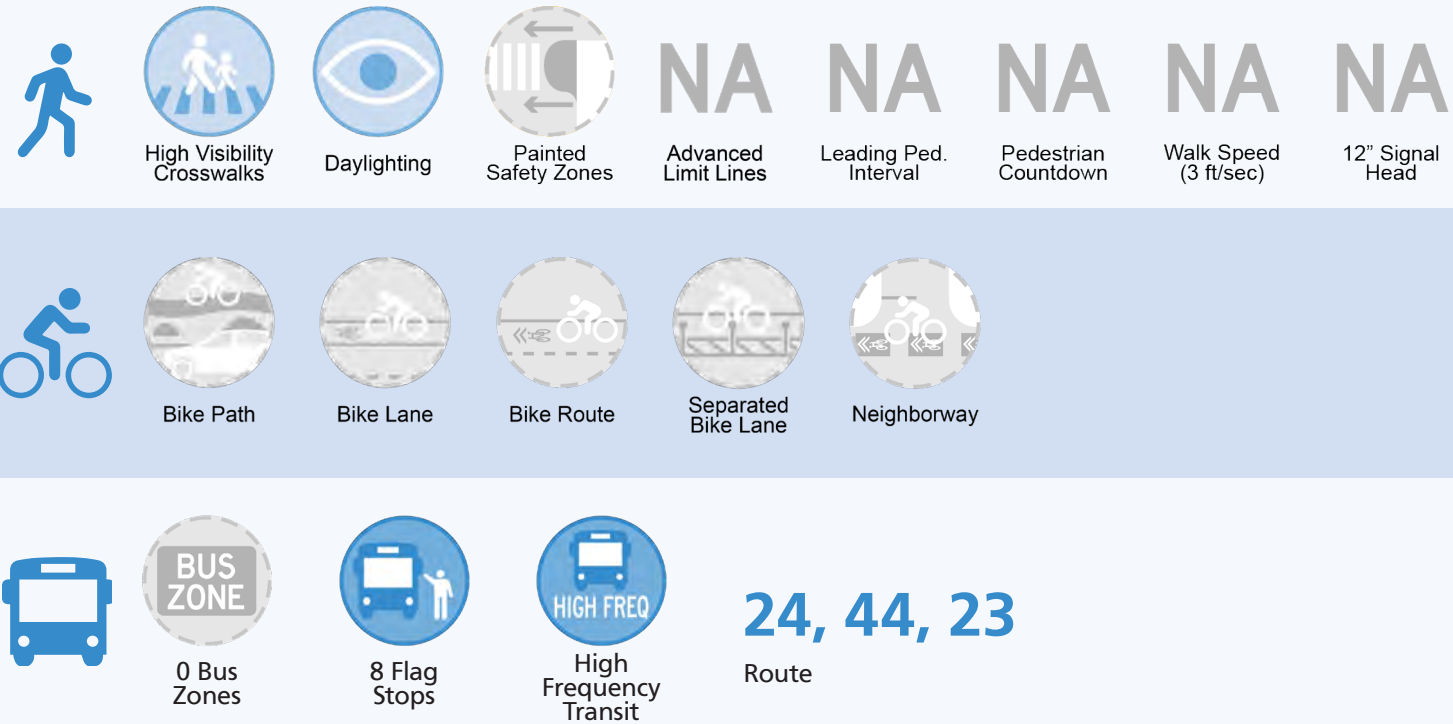 NA NA NA NA NA
High Visibility
Crosswalks
Daylighting
Painted
Safety Zones
Advanced
Limit Lines
Leading Ped.
Interval
Pedestrian
Countdown
Walk Speed
(3 ft/sec)
12” Signal
Head
Bike Path
Bike Lane
Bike Route
Separated
Bike Lane
Neighborway
BUS
ZONE
HIGH FREQ
0 Bus
Zones
8 Flag
Stops
High
Frequency
Transit
24, 44, 23
Route